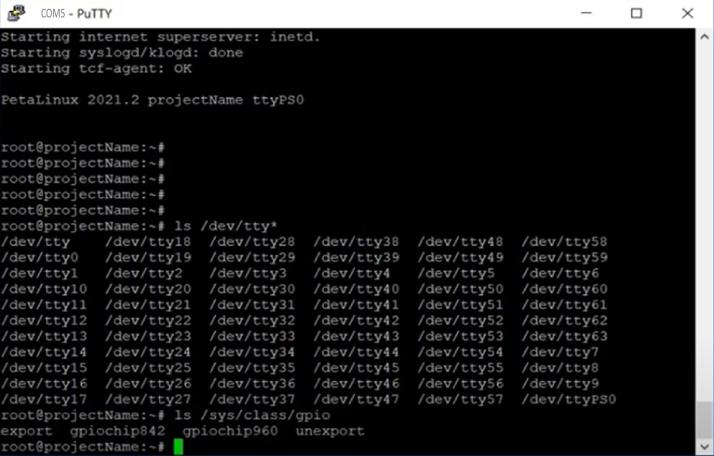 COM5 - PuTTY
Starting internet superserver: inetd.
Starting syslogd/klogd: done
Starting tcf-agent: OK
PetaLinux 2021.2 projectName ttyPS0
root@projectName:~#
root@projectName:~#
root@projectName:~#
root@projectName:~#
root@projectName:~#
root@projectName:~# ls /dev/tty*
/dev/tty /dev/tty18 /dev/tty28 /dev/tty38 /dev/tty48 /dev/tty58
/dev/tty0 /dev/tty19 /dev/tty29 /dev/tty39 /dev/tty49 /dev/tty59
/dev/tty1 /dev/tty2 /dev/tty3 /dev/tty4 /dev/tty5 /dev/tty6
/dev/tty10 /dev/tty20 /dev/tty30 /dev/tty40 /dev/tty50 /dev/tty60
/dev/tty11 /dev/tty21 /dev/tty31 /dev/tty41 /dev/tty51 /dev/tty61
/dev/tty12 /dev/tty22 /dev/tty32 /dev/tty42 /dev/tty52 /dev/tty62
/dev/tty13 /dev/tty23 /dev/tty33 /dev/tty43 /dev/tty53 /dev/tty63
/dev/tty14 /dev/tty24 /dev/tty34 /dev/tty44 /dev/tty54 /dev/tty7
/dev/tty15 /dev/tty25 /dev/tty35 /dev/tty45 /dev/tty55 /dev/tty8
/dev/tty16 /dev/tty26 /dev/tty36 /dev/tty46 /dev/tty56 /dev/tty9
/dev/tty17 /dev/tty27 /dev/tty37 /dev/tty47 /dev/tty57 /dev/ttyPS0
root@projectName:~# ls /sys/class/gpio
export gpiochip842 gpiochip960 unexport
root@projectName:~#